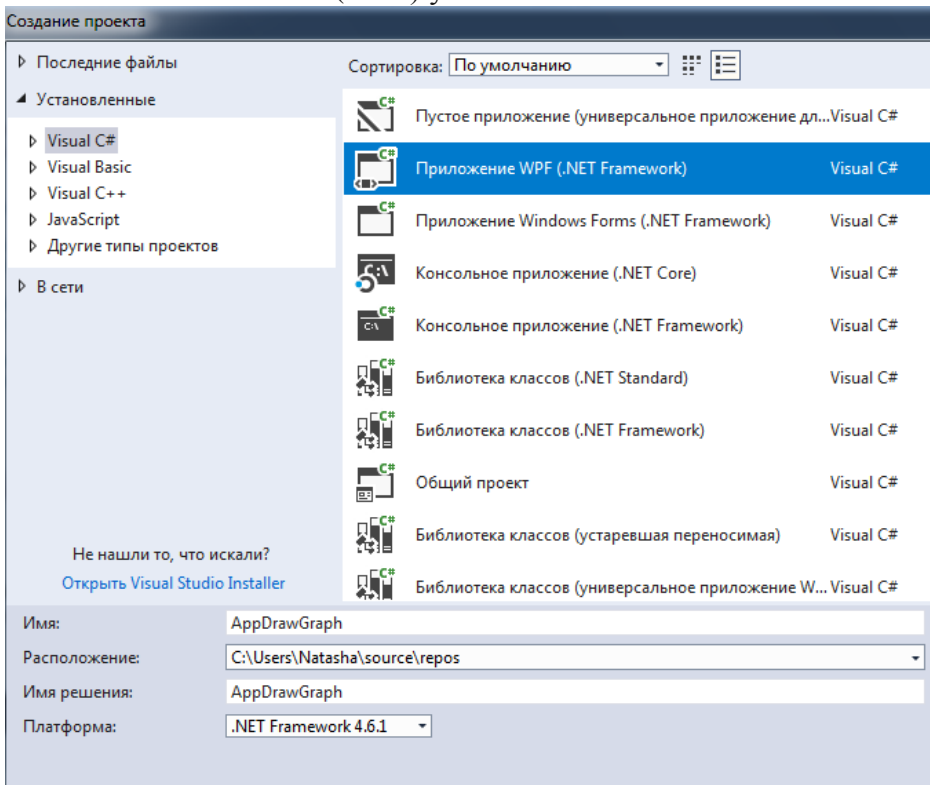 Создание проекта
Последние файлы
Установленные
Visual C#
Visual Basic
Visual C++
JavaScript
Другие типы проектов
В сети
Не нашли то, что искали?
Открыть Visual Studio Installer
Сортировка: По умолчанию
Пустое приложение (универсальное приложение дл...Visual C#
Приложение WPF (.NET Framework) Visual C#
Приложение Windows Forms (.NET Framework) Visual C#
Консольное приложение (.NET Core) Visual C#
Консольное приложение (.NET Framework) Visual C#
Библиотека классов (.NET Standard) Visual C#
Библиотека классов (.NET Framework) Visual C#
Общий проект Visual C#
Библиотека классов (устаревшая переносимая) Visual C#
Библиотека классов (универсальное приложение W... Visual C#
Имя: AppDrawGraph
Расположение: C:\Users\Natasha\source\repos
Имя решения: AppDrawGraph
Платформа: .NET Framework 4.6.1